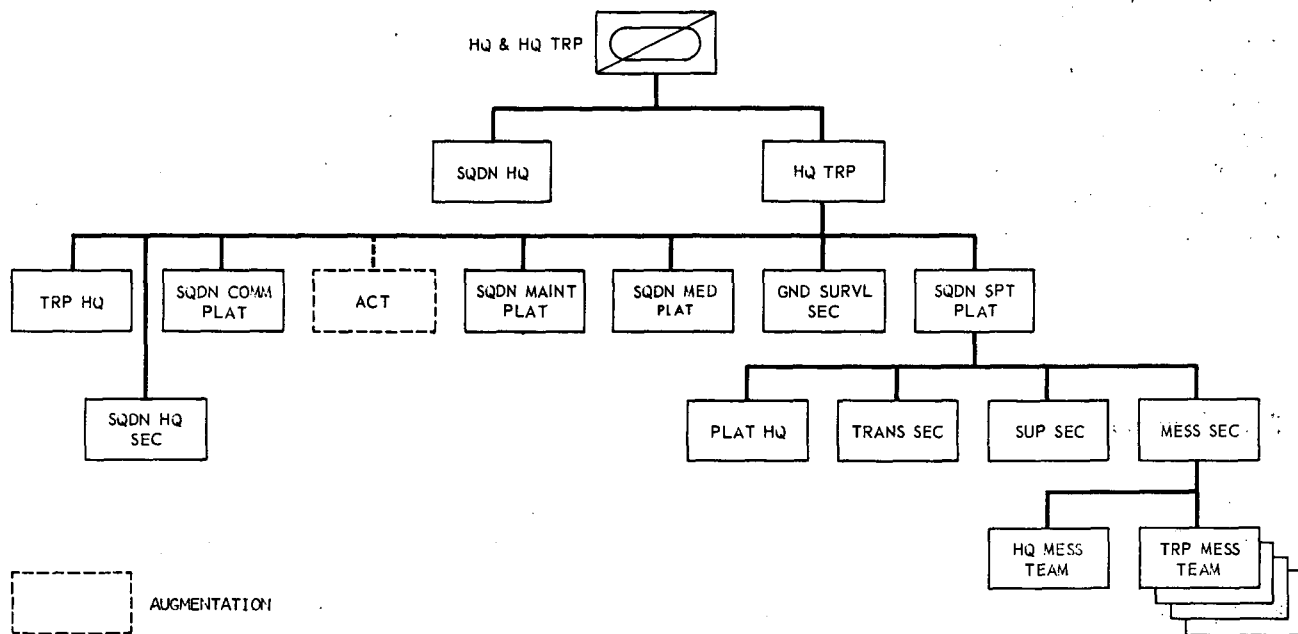 HQ & HQ TRP
SQDN HQ
HQ TRP
TRP HQ
SQDN COMM
PLAT
ACT
SQDN MAINT
PLAT
SQDN MED
PLAT
GND SURVL
SEC
SQDN SPT
PLAT
SQDN HQ
SEC
PLAT HQ
TRANS SEC
SUP SEC
MESS SEC
HQ MESS
TEAM
TRP MESS
TEAM
AUGMENTATION